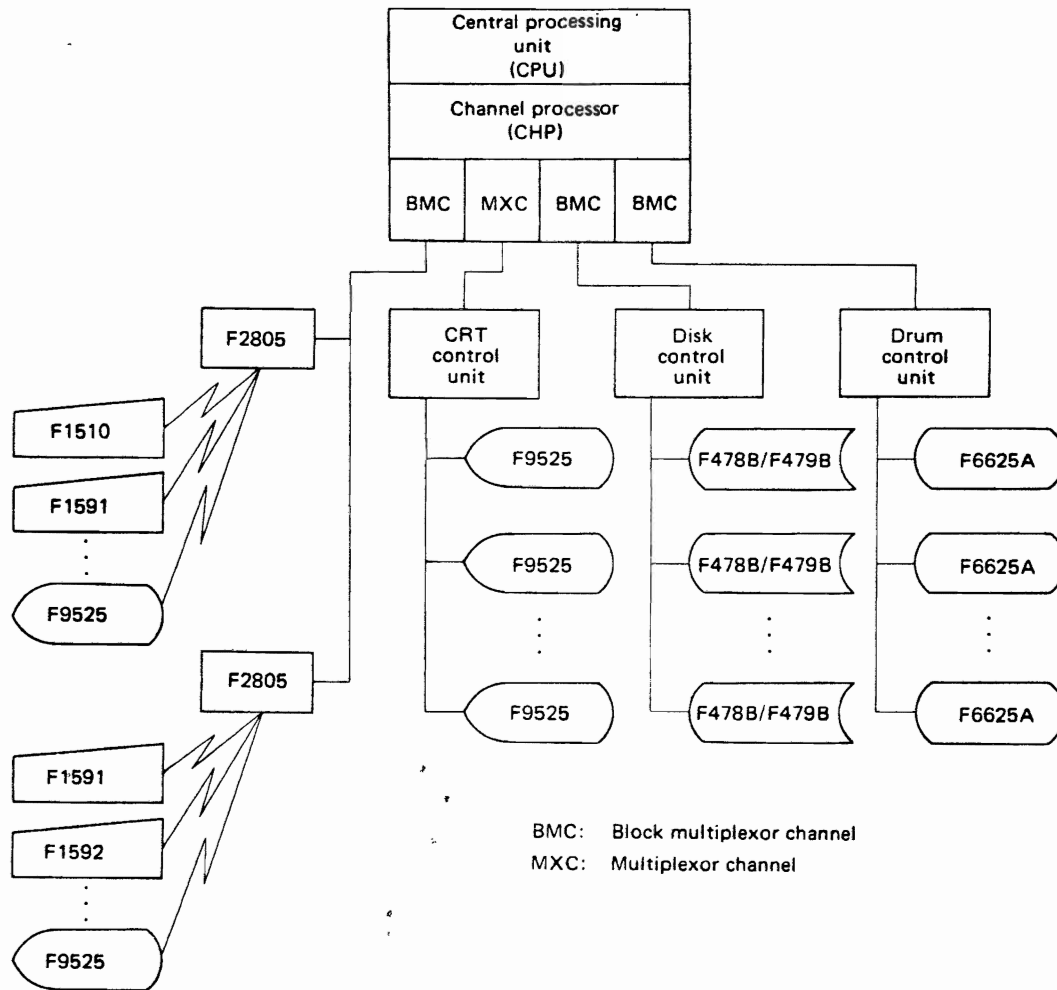 Central processing
unit
(CPU)
Channel processor
(CHP)
BMC MXC BMC BMC
F2805
CRT
control
unit
Disk
control
unit
Drum
control
unit
F1510
F1591
F9525
F9525
F9525
F9525
F478B/F479B
F478B/F479B
F478B/F479B
F6625A
F6625A
F6625A
F2805
F1591
F1592
F9525
BMC: Block multiplexor channel
MXC: Multiplexor channel